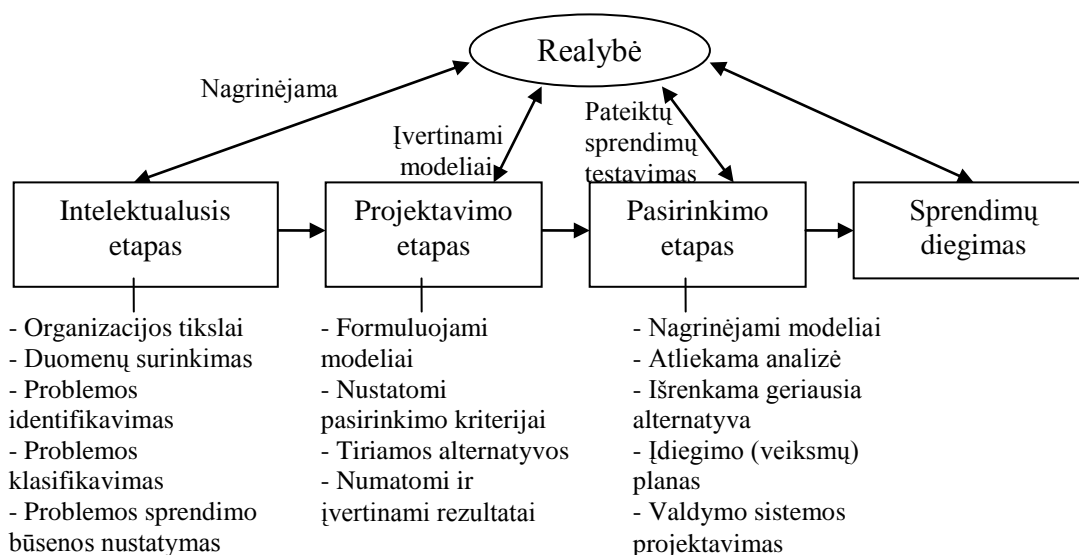 Realybė
Nagrinėjama
Įvertinami
modeliai
Pateiktų
sprendimų
testavimas
Intelektualusis
etapas
Projektavimo
etapas
Pasirinkimo
etapas
Sprendimų
diegimas
- Organizacijos tikslai
- Duomenų surinkimas
- Problemos
identifikavimas
- Problemos
klasifikavimas
- Problemos sprendimo
būsenos nustatymas
- Formuluojami
modeliai
- Nustatomi
pasirinkimo kriterijai
- Tiriamos alternatyvos
- Numatomi ir
įvertinami rezultatai
- Nagrinėjami modeliai
- Atliekama analizė
- Išrenkama geriausia
alternatyva
- Įdiegimo (veiksmų)
planas
- Valdymo sistemos
projektavimas